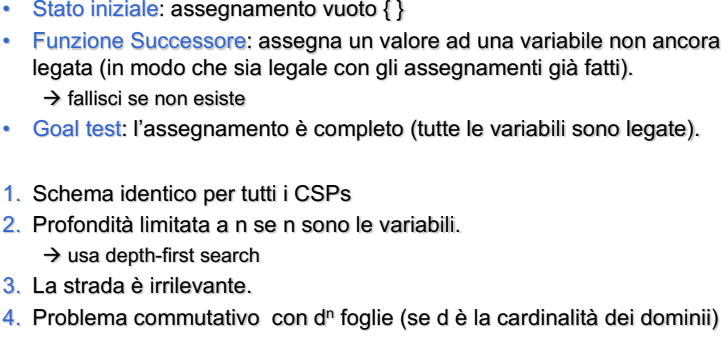 • Stato iniziale: assegnamento vuoto { }
• Funzione Successore: assegna un valore ad una variabile non ancora
legata (in modo che sia legale con gli assegnamenti già fatti).
→ fallisci se non esiste
• Goal test: l’assegnamento è completo (tutte le variabili sono legate).
1. Schema identico per tutti i CSPs
2. Profondità limitata a n se n sono le variabili.
→ usa depth-first search
3. La strada è irrilevante.
4. Problema commutativo con dⁿ foglie (se d è la cardinalità dei dominii)